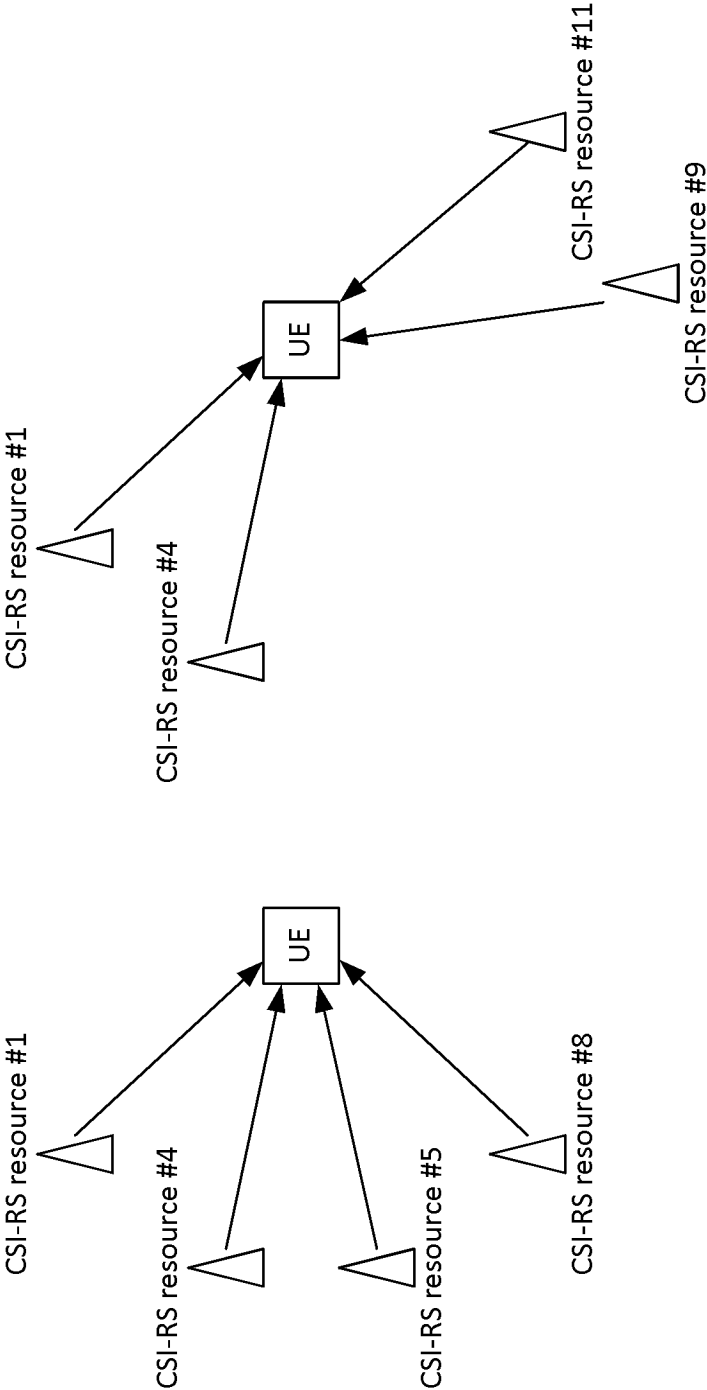 CSI-RS resource #1
CSI-RS resource #4
UE
CSI-RS resource #5
CSI-RS resource #8
CSI-RS resource #1
CSI-RS resource #4
UE
CSI-RS resource #11
CSI-RS resource #9